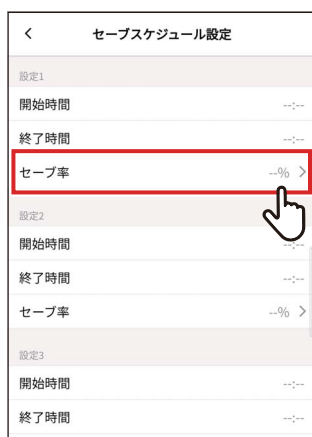 セーブスケジュール設定
設定1
開始時間 --:--
終了時間 --:--
セーブ率 --% >
設定2
開始時間 --:--
終了時間 --:--
セーブ率 --% >
設定3
開始時間 --:--
終了時間 --:--